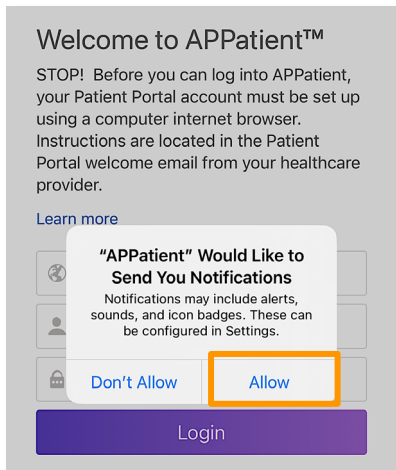 Welcome to APPatient™
STOP!  Before you can log into APPatient,
your Patient Portal account must be set up
using a computer internet browser.
Instructions are located in the Patient
Portal welcome email from your healthcare
provider.
Learn more
“APPatient” Would Like to
Send You Notifications
Notifications may include alerts,
sounds, and icon badges. These can
be configured in Settings.
Don’t Allow
Allow
Login